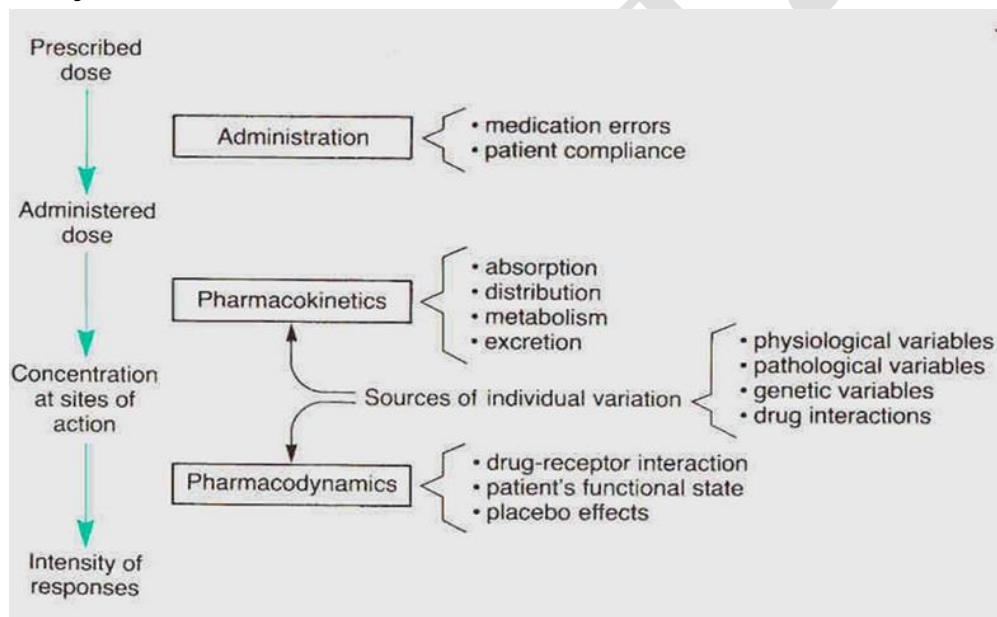 Prescribed
dose
Administration
• medication errors
• patient compliance
Administered
dose
Pharmacokinetics
• absorption
• distribution
• metabolism
• excretion
Concentration
at sites of
action
Sources of individual variation
• physiological variables
• pathological variables
• genetic variables
• drug interactions
Pharmacodynamics
• drug-receptor interaction
• patient's functional state
• placebo effects
Intensity of
responses